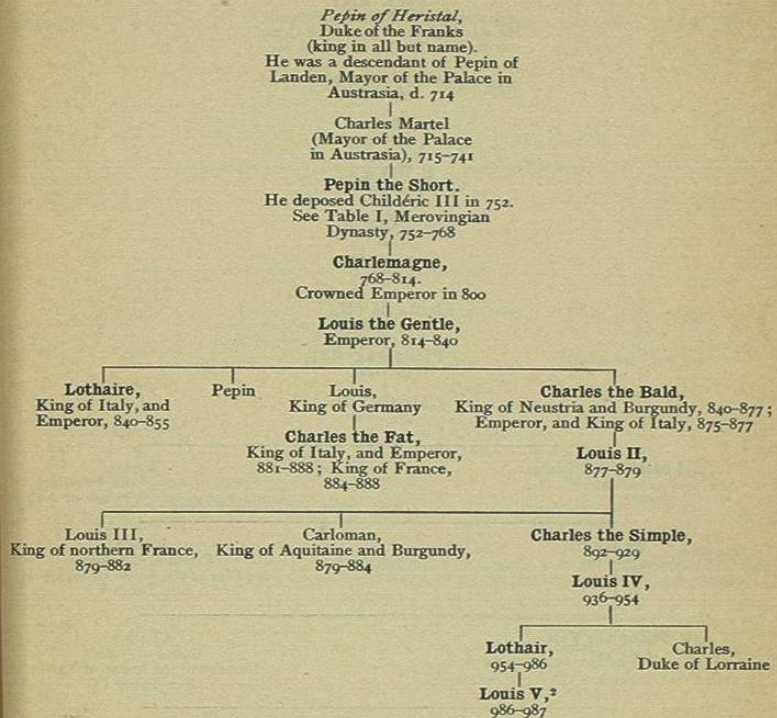 Pepin of Heristal,
Duke of the Franks
(king in all but name).
He was a descendant of Pepin of
Landen, Mayor of the Palace in
Austrasia, d. 714
Charles Martel
(Mayor of the Palace
in Austrasia), 715–741
Pepin the Short.
He deposed Childéric III in 752.
See Table I, Merovingian
Dynasty, 752–768
Charlemagne,
768–814.
Crowned Emperor in 800
Louis the Gentle,
Emperor, 814–840
Lothaire,
King of Italy, and
Emperor, 840–855
Pepin
Louis,
King of Germany
Charles the Fat,
King of Italy, and Emperor,
881–888; King of France,
884–888
Charles the Bald,
King of Neustria and Burgundy, 840–877;
Emperor, and King of Italy, 875–877
Louis II,
877–879
Louis III,
King of northern France,
879–882
Carloman,
King of Aquitaine and Burgundy,
879–884
Charles the Simple,
892–929
Louis IV,
936–954
Lothair,
954–986
Charles,
Duke of Lorraine
Louis V,²
986–987